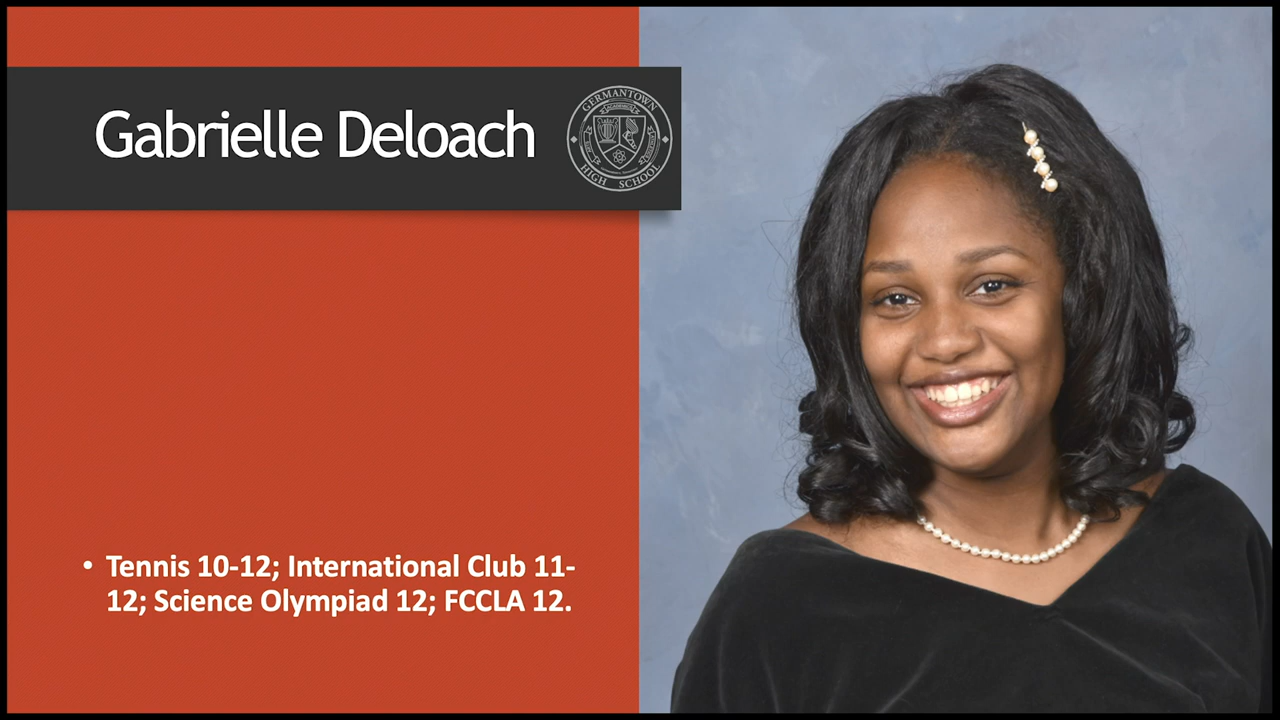 Gabrielle Deloach
GERMANTOWN
HIGH SCHOOL
• Tennis 10-12; International Club 11-
12; Science Olympiad 12; FCCLA 12.